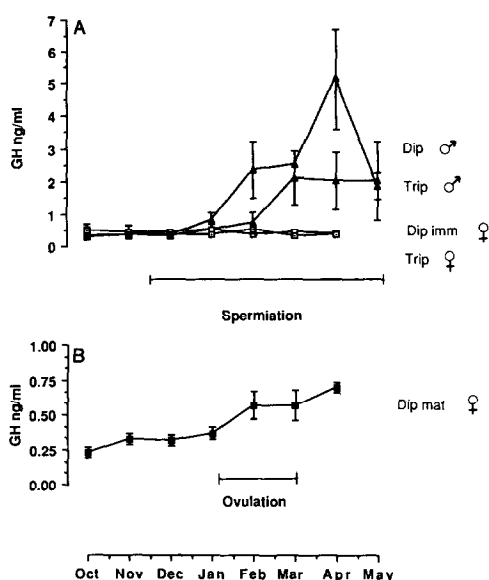 A
7
6
5
4
3
2
1
0
GH ng/ml
Dip ♂
Trip ♂
Dip imm ♀
Trip ♀
Spermiation
B
1.00
0.75
0.50
0.25
0.00
GH ng/ml
Dip mat ♀
Ovulation
Oct Nov Dec Jan Feb Mar Apr May